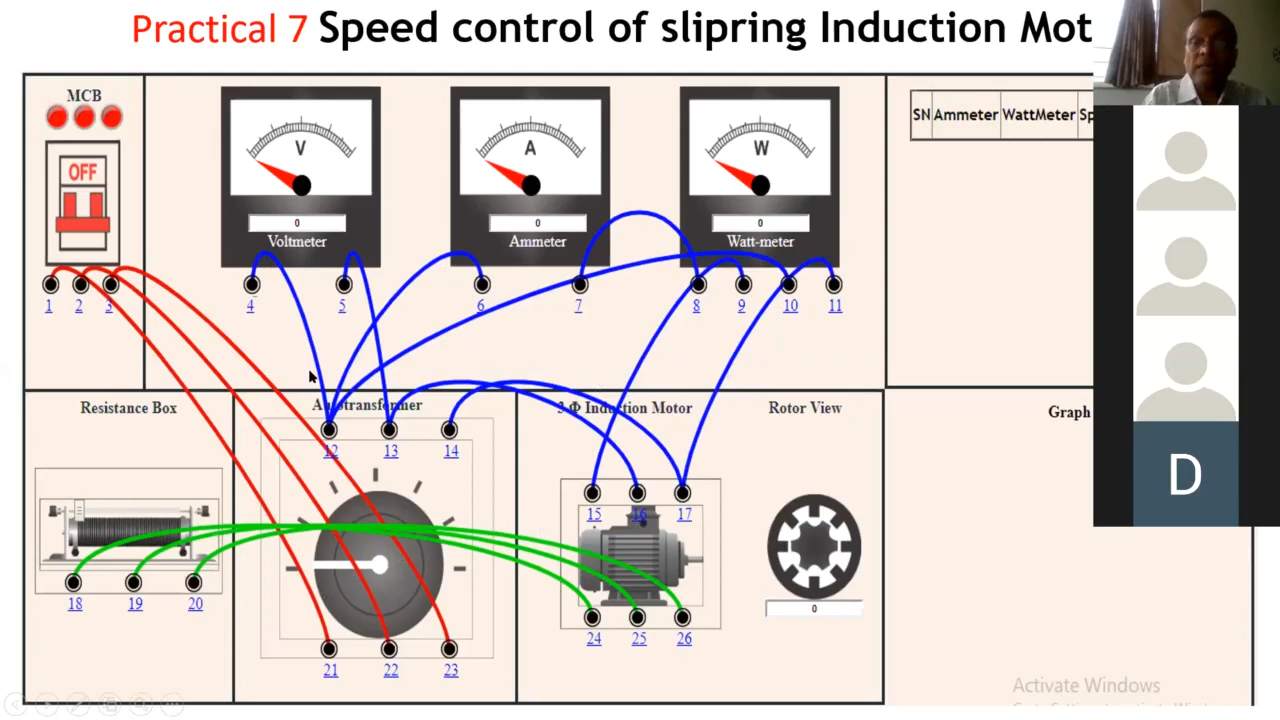 Practical 7 Speed control of slipring Induction Mot
MCB
OFF
V
A
W
0
0
0
Voltmeter
Ammeter
Watt-meter
SN Ammeter WattMeter Sp
1 2 3 4 5 6 7 8 9 10 11
Resistance Box
Autotransformer
3 Φ Induction Motor
Rotor View
Graph
12 13 14
15 16 17
18 19 20
0
24 25 26
21 22 23
D
Activate Windows